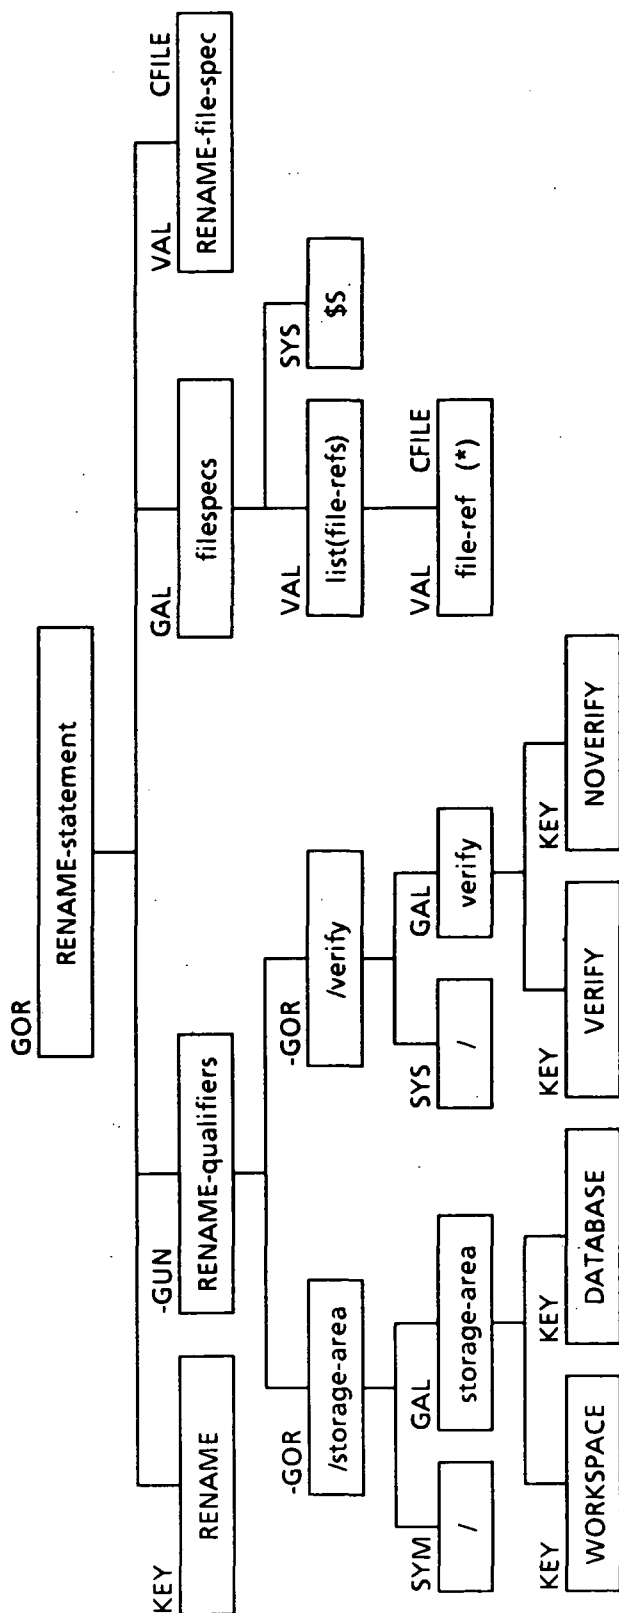 GOR
RENAME-statement
KEY
RENAME
-GUN
RENAME-qualifiers
GAL
filespecs
VAL CFILE
RENAME-file-spec
-GOR
/storage-area
-GOR
/verify
VAL
list(file-refs)
SYS
$S
SYM
/
GAL
storage-area
SYS
/
GAL
verify
VAL CFILE
file-ref (*)
KEY
WORKSPACE
KEY
DATABASE
KEY
VERIFY
KEY
NOVERIFY